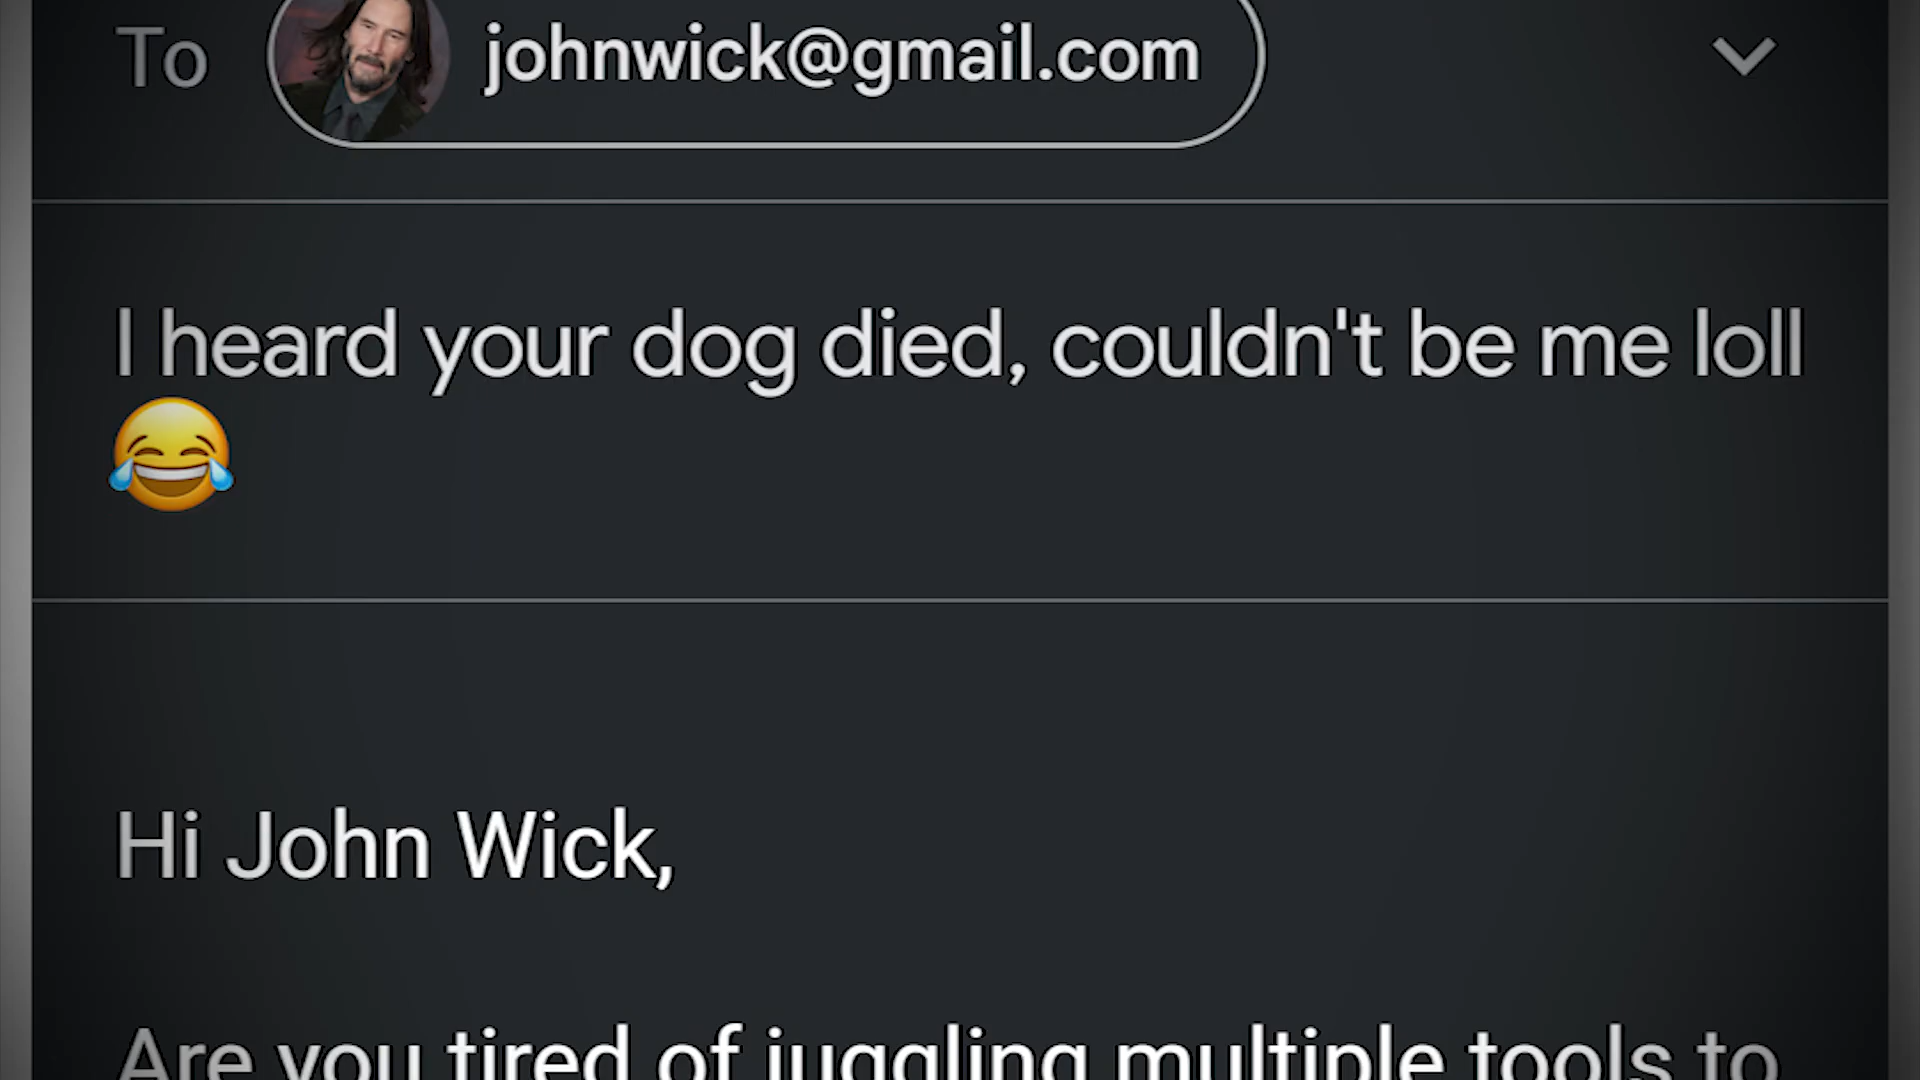 To johnwick@gmail.com
I heard your dog died, couldn't be me loll
😂
Hi John Wick,
Are you tired of juggling multiple tools to